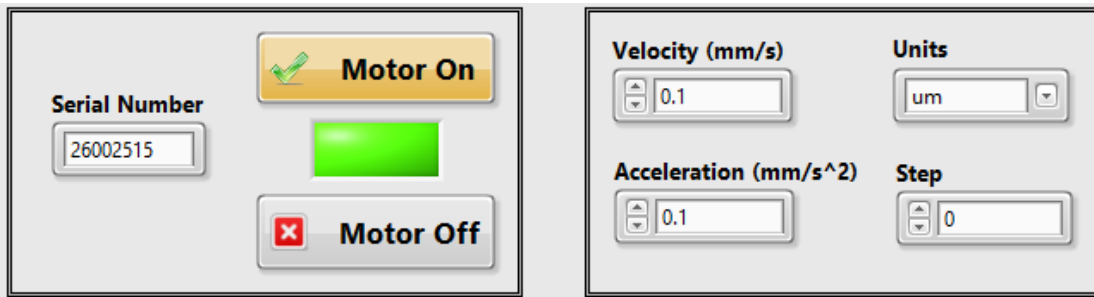 Serial Number
26002515
Motor On
Motor Off
Velocity (mm/s)
0.1
Units
um
Acceleration (mm/s^2)
0.1
Step
0